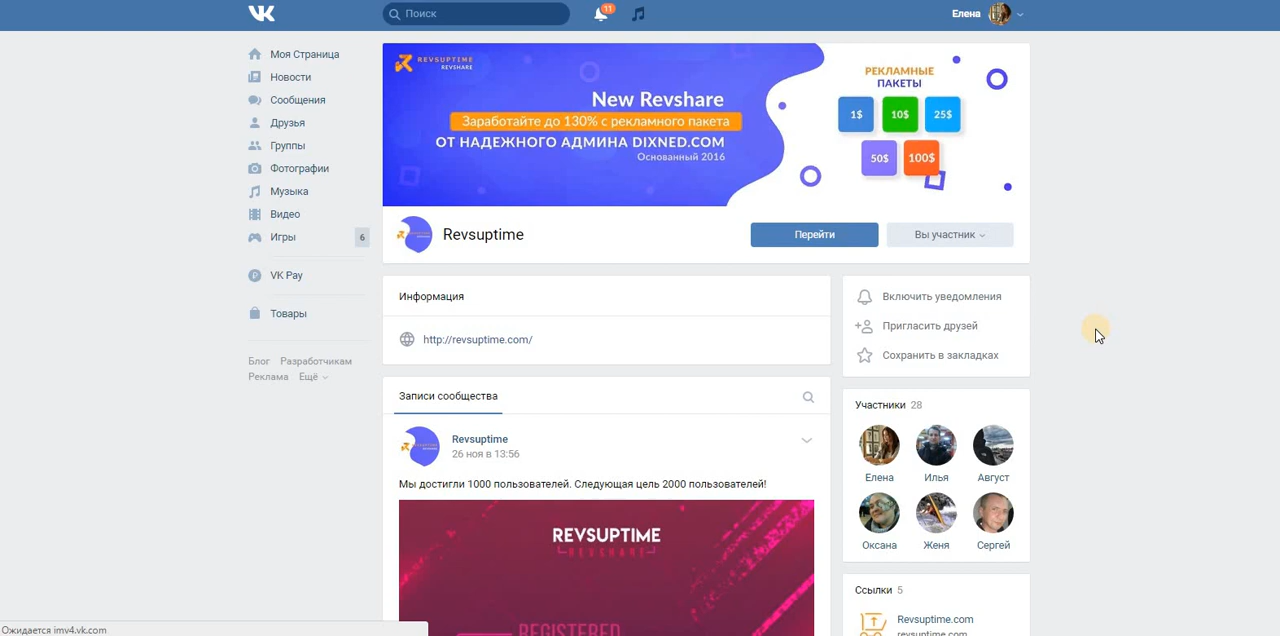 Поиск
11
Елена
Моя Страница
Новости
Сообщения
Друзья
Группы
Фотографии
Музыка
Видео
Игры
6
VK Pay
Товары
Блог Разработчикам
Реклама Ещё
REVSUPTIME
REVSHARE
New Revshare
Заработайте до 130% с рекламного пакета
ОТ НАДЕЖНОГО АДМИНА DIXNED.COM
Основанный 2016
РЕКЛАМНЫЕ
ПАКЕТЫ
1$ 10$ 25$
50$ 100$
Revsuptime
Перейти
Вы участник
Информация
http://revsuptime.com/
Включить уведомления
Пригласить друзей
Сохранить в закладках
Записи сообщества
Revsuptime
26 ноя в 13:56
Мы достигли 1000 пользователей. Следующая цель 2000 пользователей!
REVSUPTIME
REVSHARE
REGISTERED
Участники 28
Елена Илья Август
Оксана Женя Сергей
Ссылки 5
Revsuptime.com
revsuptime.com
Ожидается imv4.vk.com